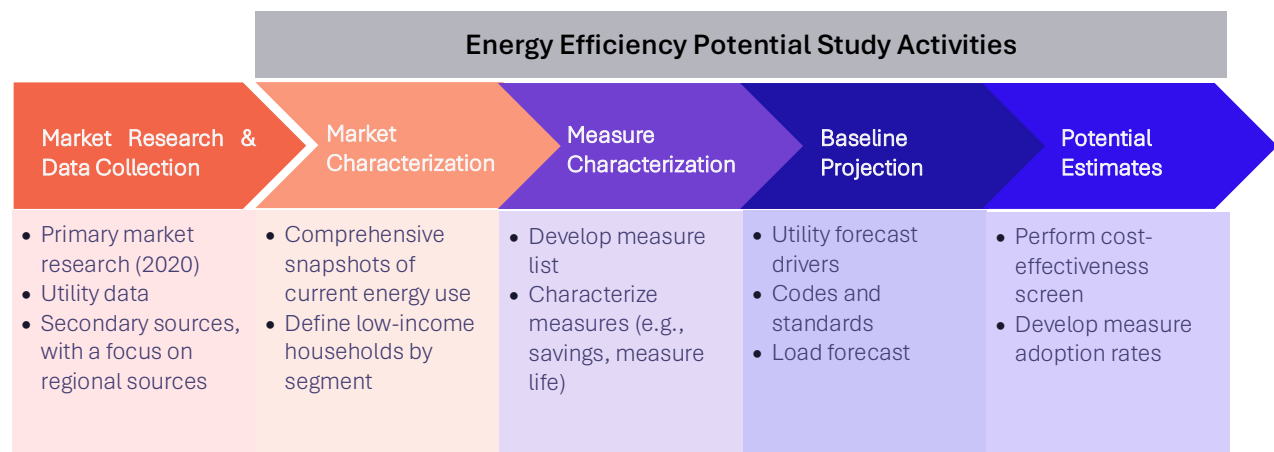 Energy Efficiency Potential Study Activities
Market Research &
Data Collection
Market
Characterization
Measure
Characterization
Baseline
Projection
Potential
Estimates
• Primary market
research (2020)
• Utility data
• Secondary sources,
with a focus on
regional sources
• Comprehensive
snapshots of
current energy use
• Define low-income
households by
segment
• Develop measure
list
• Characterize
measures (e.g.,
savings, measure
life)
• Utility forecast
drivers
• Codes and
standards
• Load forecast
• Perform cost-
effectiveness
screen
• Develop measure
adoption rates